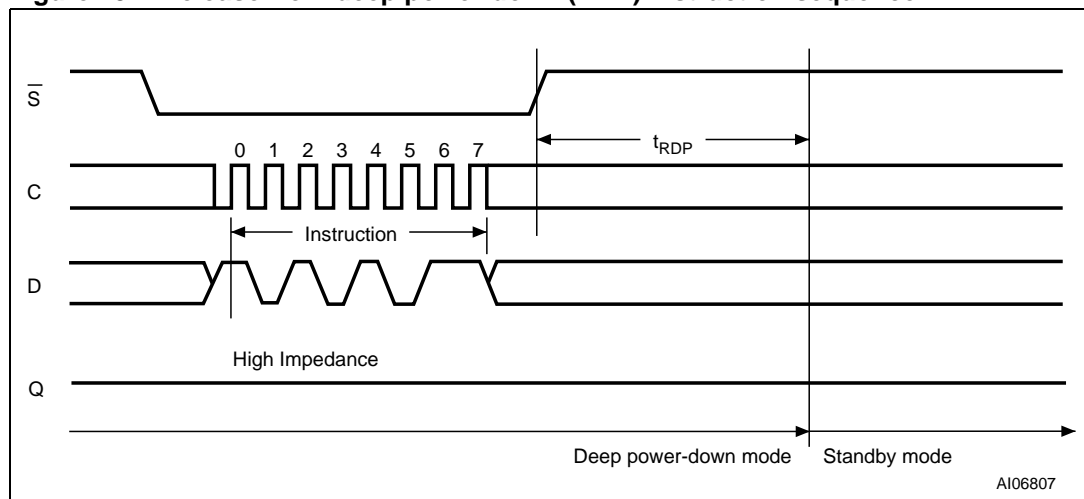 S
tRDP
0 1 2 3 4 5 6 7
C
Instruction
D
High Impedance
Q
Deep power-down mode Standby mode
AI06807